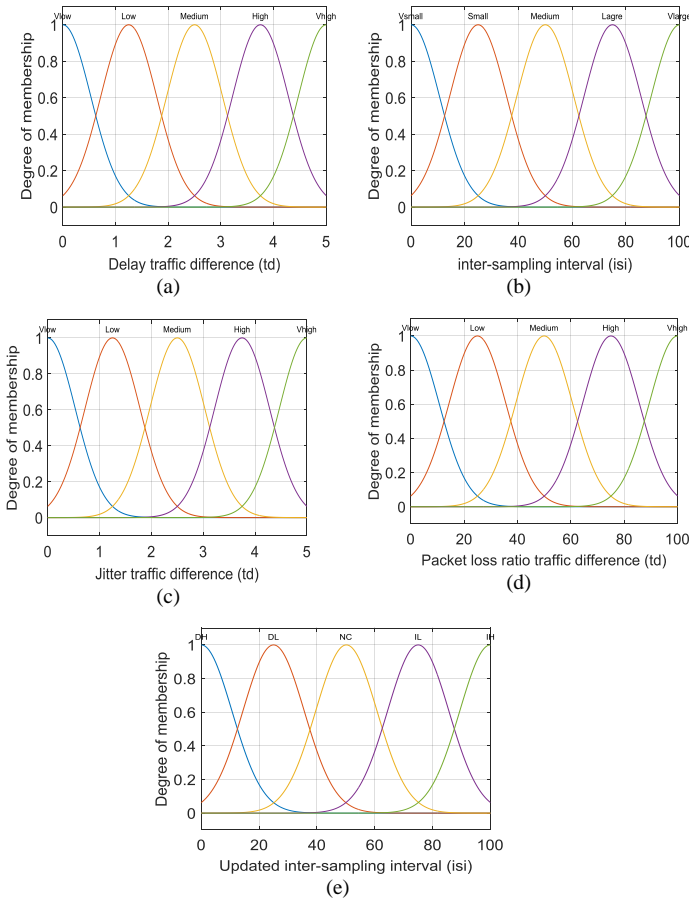 Vlow Low Medium High Vhigh
1
0.8
0.6
0.4
0.2
0
Degree of membership
0 1 2 3 4 5
Delay traffic difference (td)
(a)
Vsmall Small Medium Lagre Vlarge
1
0.8
0.6
0.4
0.2
0
Degree of membership
0 20 40 60 80 100
inter-sampling interval (isi)
(b)
Vlow Low Medium High Vhigh
1
0.8
0.6
0.4
0.2
0
Degree of membership
0 1 2 3 4 5
Jitter traffic difference (td)
(c)
Vlow Low Medium High Vhigh
1
0.8
0.6
0.4
0.2
0
Degree of membership
0 20 40 60 80 100
Packet loss ratio traffic difference (td)
(d)
DH DL NC IL IH
1
0.8
0.6
0.4
0.2
0
Degree of membership
0 20 40 60 80 100
Updated inter-sampling interval (isi)
(e)